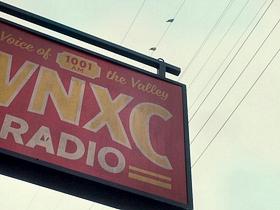 Voice of 1001 AM the Valley
WNXC
RADIO